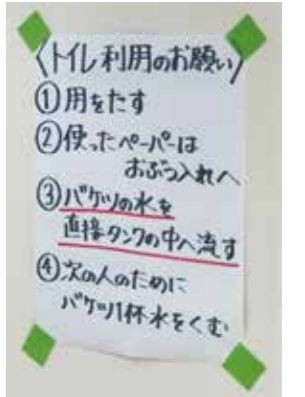 〈トイレ利用のお願い〉
①用をたす
②使ったペーパーは
おぶつ入れへ
③バケツの水を
直接タンクの中へ流す
④次の人のために
バケツ1杯水をくむ